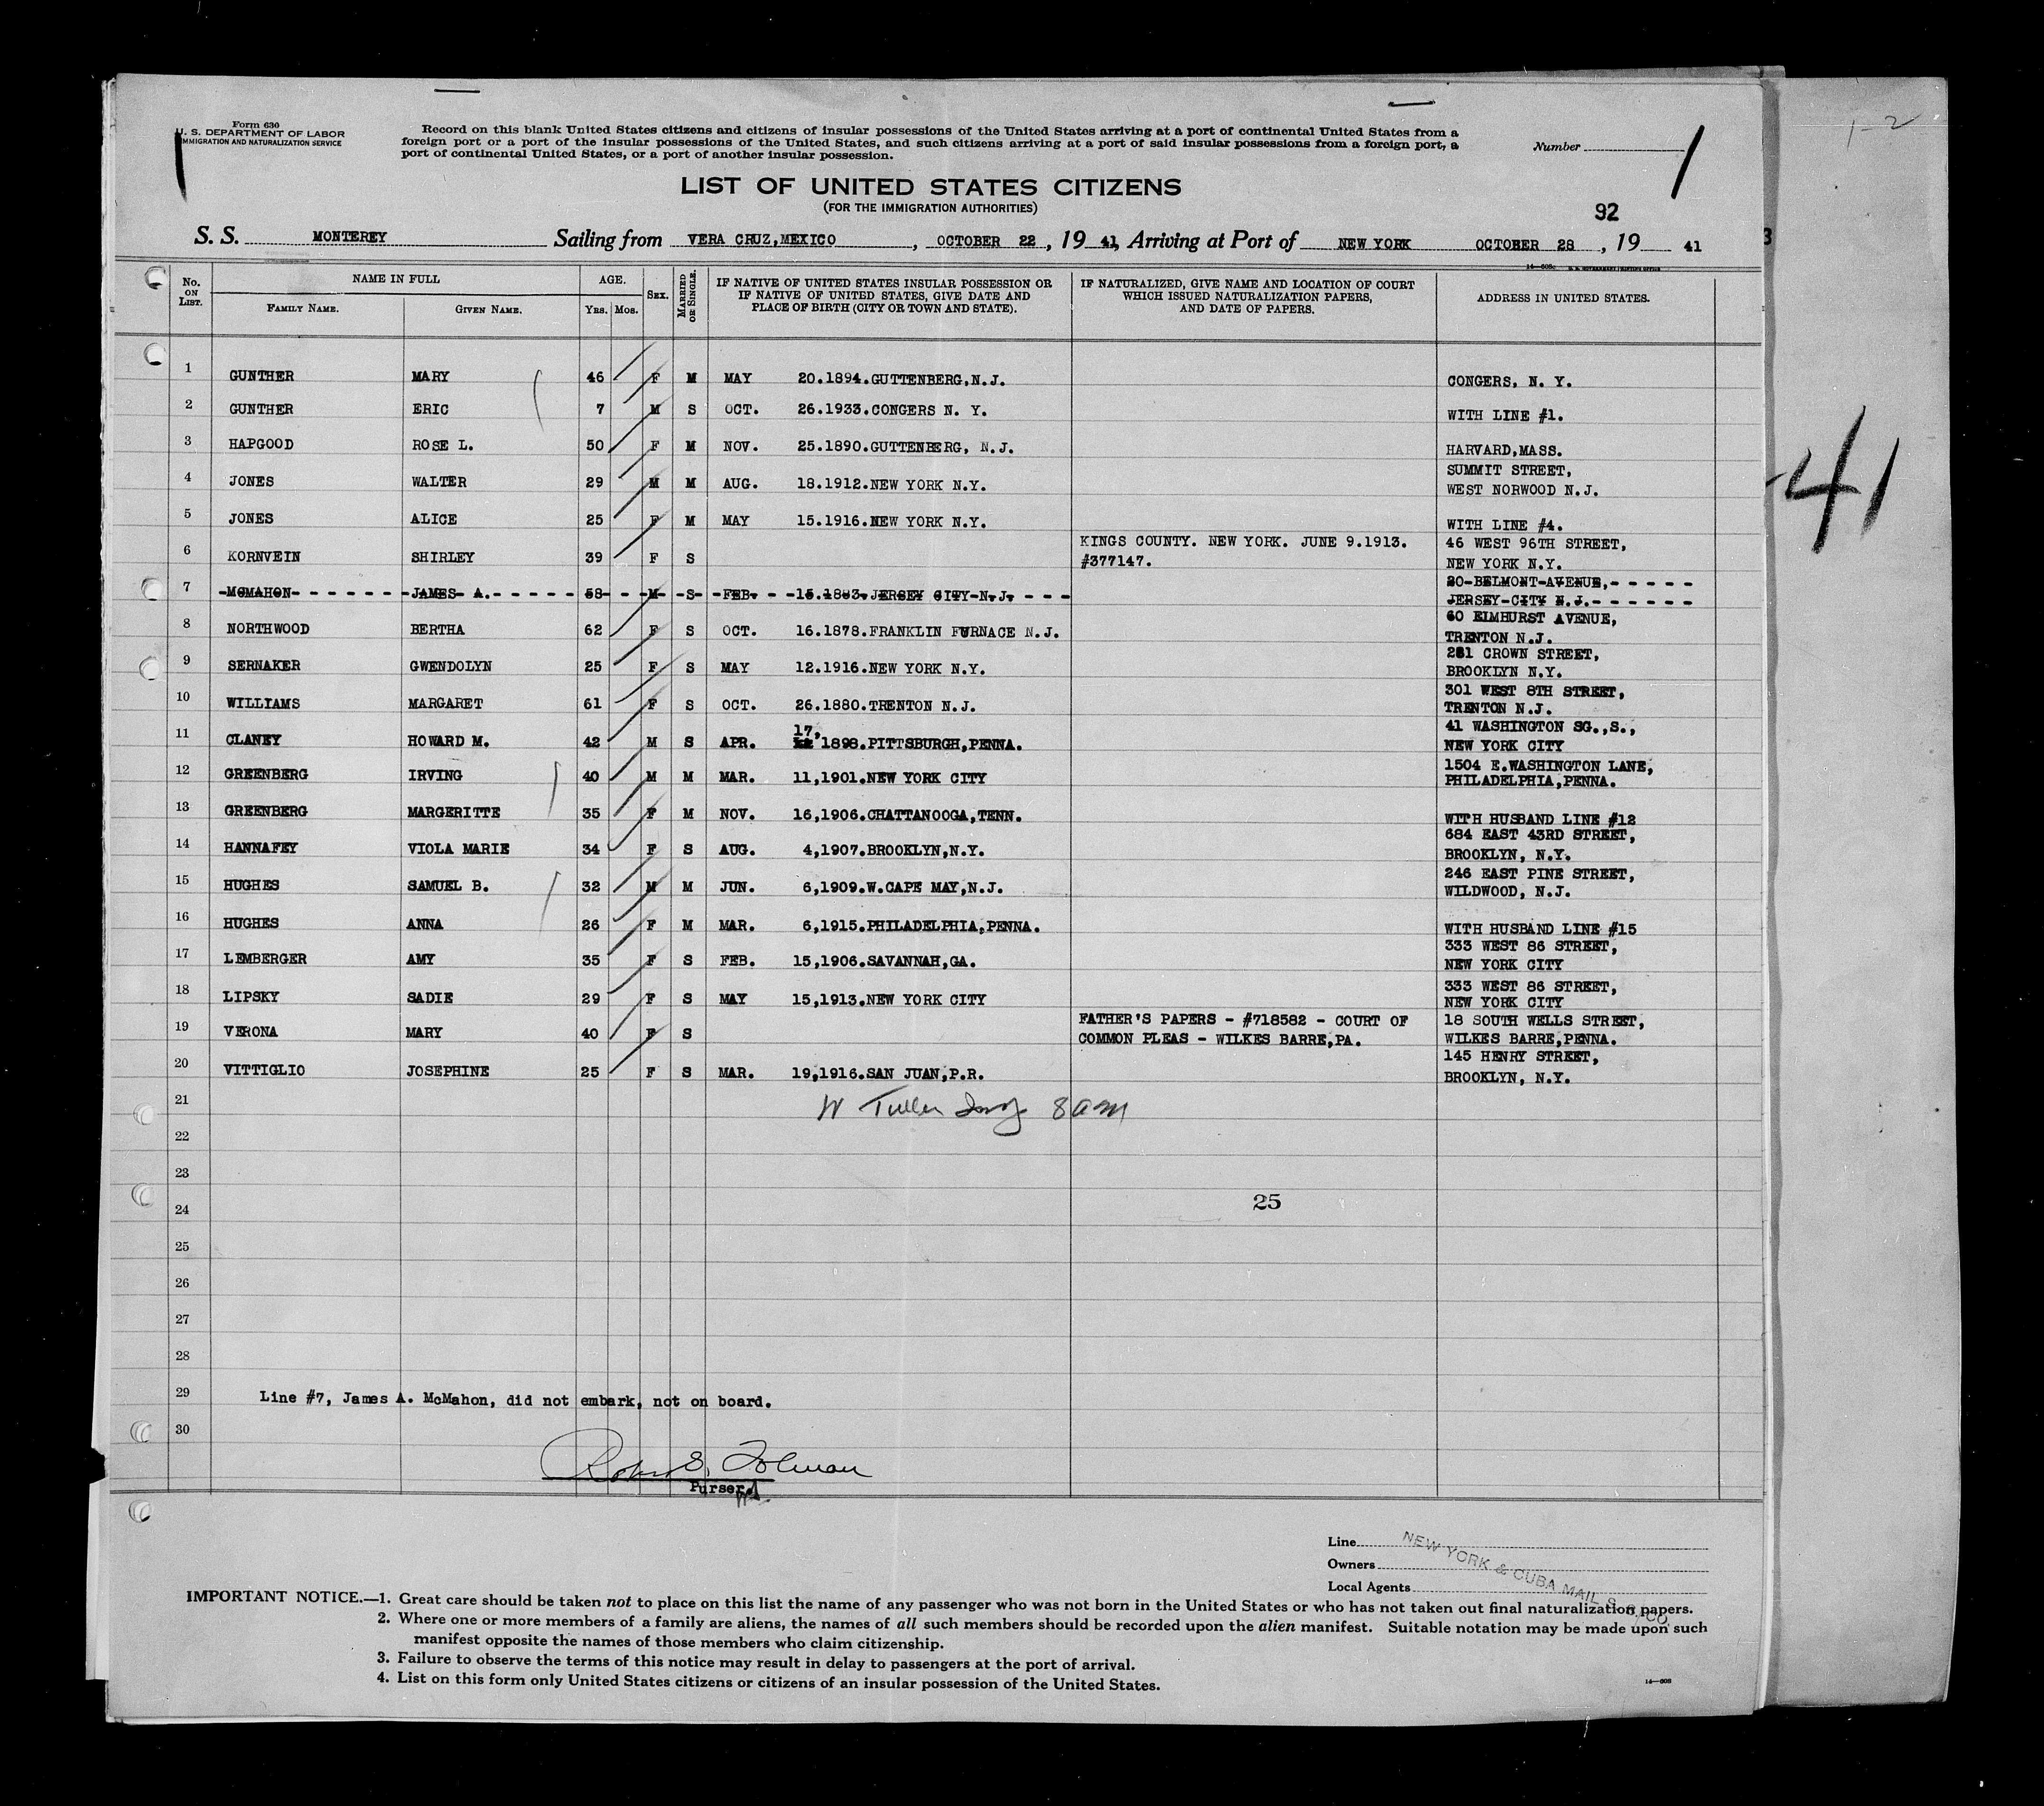 Form 630
U. S. DEPARTMENT OF LABOR
IMMIGRATION AND NATURALIZATION SERVICE
Record on this blank United States citizens and citizens of insular possessions of the United States arriving at a port of continental United States from a
foreign port or a port of the insular possessions of the United States, and such citizens arriving at a port of said insular possessions from a foreign port, a
port of continental United States, or a port of another insular possession.
Number
1-2
LIST OF UNITED STATES CITIZENS
(FOR THE IMMIGRATION AUTHORITIES)
92
S. S. MONTEREY Sailing from VERA CRUZ,MEXICO , OCTOBER 22 , 19 41, Arriving at Port of NEW YORK OCTOBER 28 , 19 41
3
No. ON LIST. NAME IN FULL AGE. SEX. MARRIED OR SINGLE. IF NATIVE OF UNITED STATES INSULAR POSSESSION OR IF NATIVE OF UNITED STATES, GIVE DATE AND PLACE OF BIRTH (CITY OR TOWN AND STATE). IF NATURALIZED, GIVE NAME AND LOCATION OF COURT WHICH ISSUED NATURALIZATION PAPERS, AND DATE OF PAPERS. ADDRESS IN UNITED STATES.
FAMILY NAME. GIVEN NAME. YRS. MOS.
1 GUNTHER MARY 46 F M MAY 20.1894.GUTTENBERG,N.J. CONGERS, N. Y.
2 GUNTHER ERIC 7 M S OCT. 26.1933.CONGERS N. Y. WITH LINE #1.
3 HAPGOOD ROSE L. 50 F M NOV. 25.1890.GUTTENBERG, N.J. HARVARD,MASS.
4 JONES WALTER 29 M M AUG. 18.1912.NEW YORK N.Y. SUMMIT STREET,
WEST NORWOOD N.J.
5 JONES ALICE 25 F M MAY 15.1916.NEW YORK N.Y. WITH LINE #4.
6 KORNVEIN SHIRLEY 39 F S KINGS COUNTY. NEW YORK. JUNE 9.1913. 46 WEST 96TH STREET,
#377147. NEW YORK N.Y.
7 MCMAHON JAMES A. 58 M S FEB. 15.1883.JERSEY CITY N.J. 20 BELMONT AVENUE,
JERSEY CITY N.J.
8 NORTHWOOD BERTHA 62 F S OCT. 16.1878.FRANKLIN FURNACE N.J. 60 ELMHURST AVENUE,
TRENTON N.J.
9 SERNAKER GWENDOLYN 25 F S MAY 12.1916.NEW YORK N.Y. 281 CROWN STREET,
BROOKLYN N.Y.
10 WILLIAMS MARGARET 61 F S OCT. 26.1880.TRENTON N.J. 301 WEST 8TH STREET,
TRENTON N.J.
11 CLANEY HOWARD M. 42 M S APR. 17, 1898.PITTSBURGH,PENNA. 41 WASHINGTON SG.,S.,
NEW YORK CITY
12 GREENBERG IRVING 40 M M MAR. 11,1901.NEW YORK CITY 1504 E.WASHINGTON LANE,
PHILADELPHIA,PENNA.
13 GREENBERG MARGERITTE 35 F M NOV. 16,1906.CHATTANOOGA,TENN. WITH HUSBAND LINE #12
14 HANNAFEY VIOLA MARIE 34 F S AUG. 4,1907.BROOKLYN,N.Y. 684 EAST 43RD STREET,
BROOKLYN, N.Y.
15 HUGHES SAMUEL B. 32 M M JUN. 6,1909.W.CAPE MAY,N.J. 246 EAST PINE STREET,
WILDWOOD, N.J.
16 HUGHES ANNA 26 F M MAR. 6,1915.PHILADELPHIA,PENNA. WITH HUSBAND LINE #15
17 LEMBERGER AMY 35 F S FEB. 15,1906.SAVANNAH,GA. 333 WEST 86 STREET,
NEW YORK CITY
18 LIPSKY SADIE 29 F S MAY 15,1913.NEW YORK CITY 333 WEST 86 STREET,
NEW YORK CITY
19 VERONA MARY 40 F S FATHER'S PAPERS - #718582 - COURT OF 18 SOUTH WELLS STREET,
COMMON PLEAS - WILKES BARRE,PA. WILKES BARRE,PENNA.
20 VITTIGLIO JOSEPHINE 25 F S MAR. 19,1916.SAN JUAN,P.R. 145 HENRY STREET,
BROOKLYN, N.Y.
21 W Tuller 8 am
22
23
24 25
25
26
27
28
29 Line #7, James A. McMahon, did not embark, not on board.
30
Robert S. Tolman
Purser.
-41
Line
Owners
Local Agents
NEW YORK & CUBA MAIL S. S. CO.
IMPORTANT NOTICE.—1. Great care should be taken not to place on this list the name of any passenger who was not born in the United States or who has not taken out final naturalization papers.
2. Where one or more members of a family are aliens, the names of all such members should be recorded upon the alien manifest. Suitable notation may be made upon such
manifest opposite the names of those members who claim citizenship.
3. Failure to observe the terms of this notice may result in delay to passengers at the port of arrival.
4. List on this form only United States citizens or citizens of an insular possession of the United States.